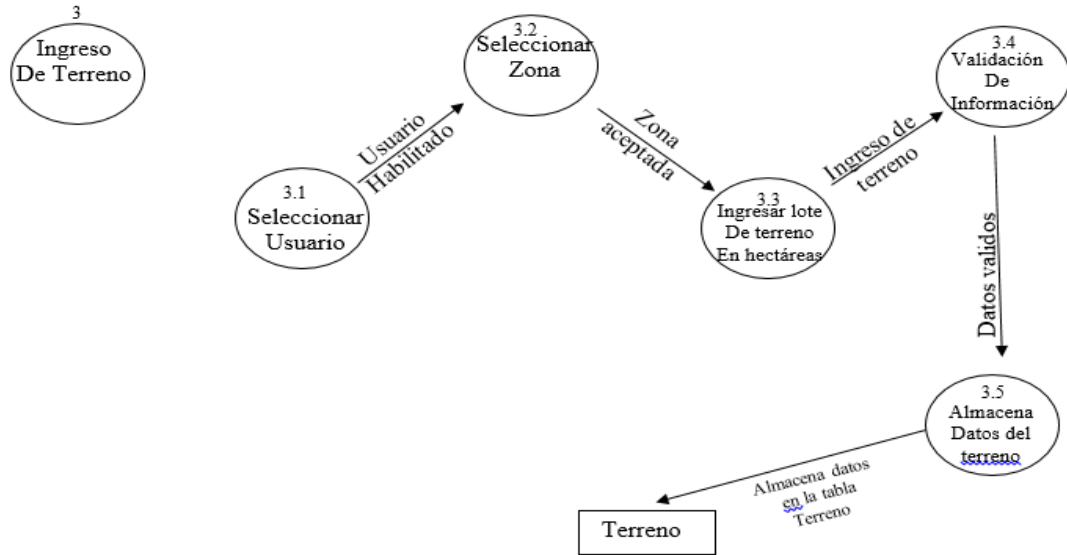 3
Ingreso
De Terreno
3.1
Seleccionar
Usuario
Usuario
Habilitado
3.2
Seleccionar
Zona
Zona
aceptada
3.3
Ingresar lote
De terreno
En hectáreas
Ingreso de
terreno
3.4
Validación
De
Información
Datos validos
3.5
Almacena
Datos del
terreno
Almacena datos
en la tabla
Terreno
Terreno